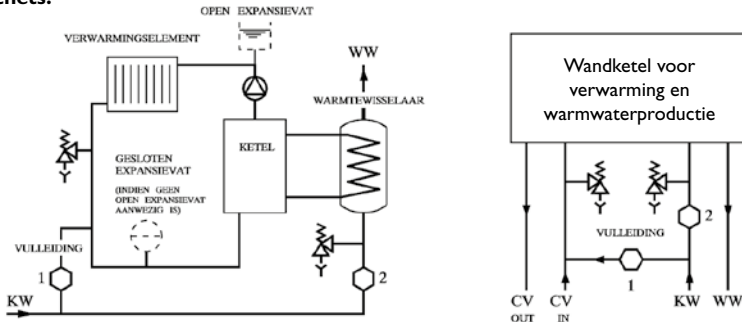 OPEN EXPANSIEVAT
VERWARMINGSELEMENT
WW
WARMTEWISSELAAR
KETEL
GESLOTEN
EXPANSIEVAT
(INDIEN GEEN
OPEN EXPANSIEVAT
AANWEZIG IS)
VULLEIDING
1
2
KW
Wandketel voor
verwarming en
warmwaterproductie
2
VULLEIDING
1
CV CV KW WW
OUT IN